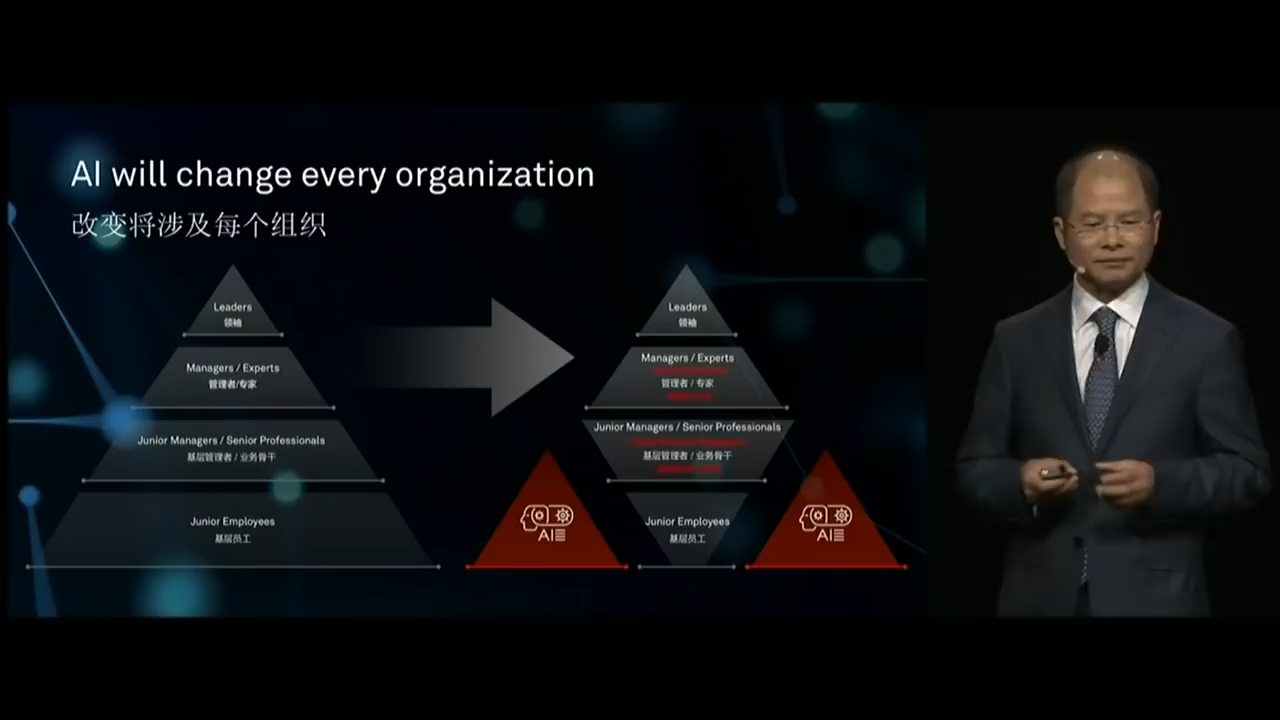 AI will change every organization
改变将涉及每个组织
Leaders
领袖
Managers / Experts
管理者/专家
Junior Managers / Senior Professionals
基层管理者 / 业务骨干
Junior Employees
基层员工
Leaders
领袖
Managers / Experts
管理者 / 专家
Junior Managers / Senior Professionals
基层管理者 / 业务骨干
Junior Employees
基层员工
AI
AI